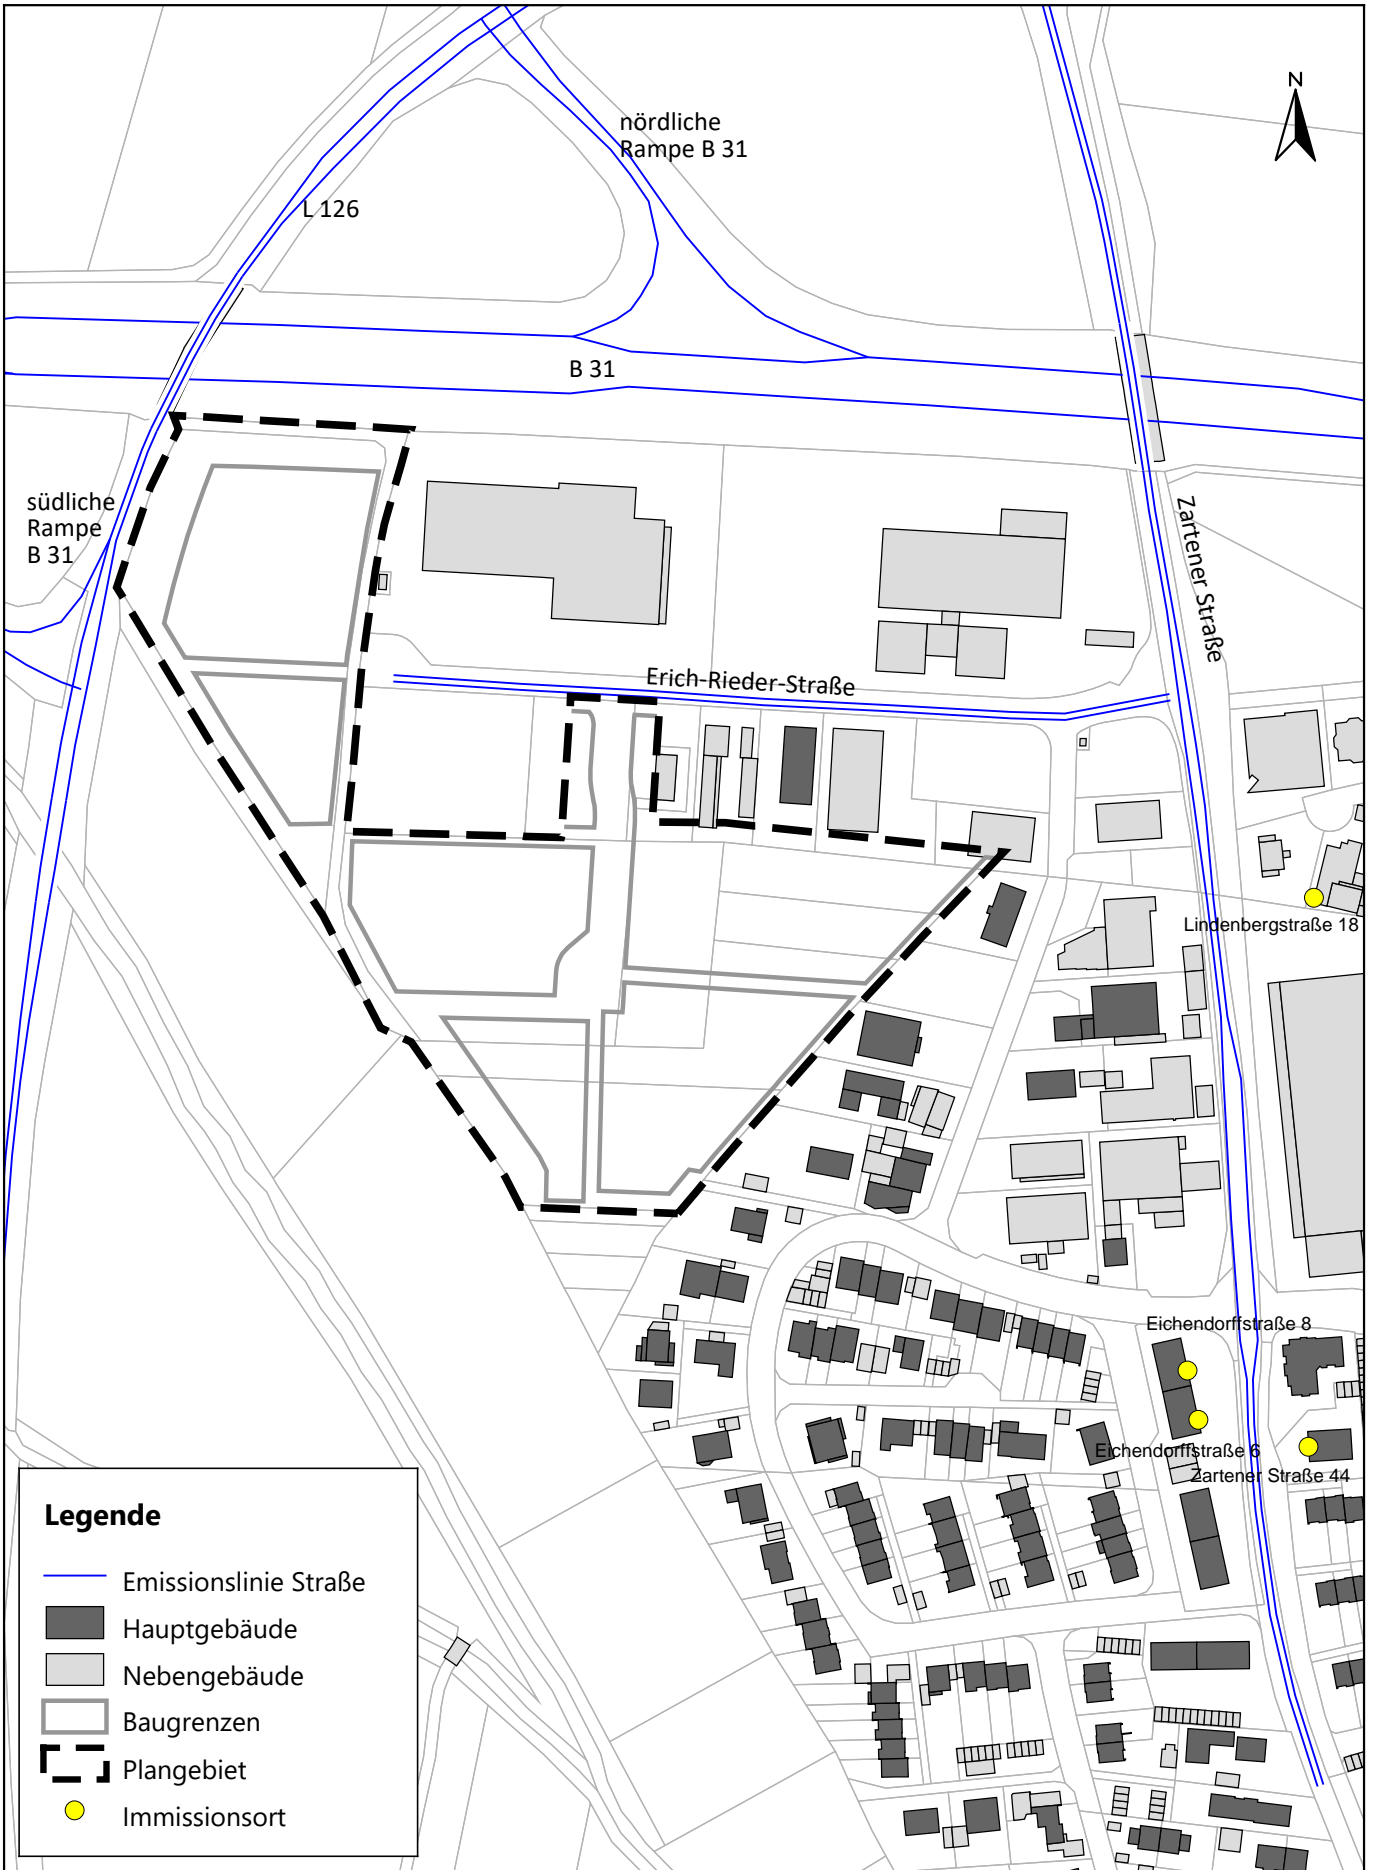 N
nördliche
Rampe B 31
L 126
B 31
südliche
Rampe
B 31
Zartener Straße
Erich-Rieder-Straße
Lindenbergstraße 18
Eichendorffstraße 8
Eichendorffstraße 6
Zartener Straße 44
Legende
Emissionslinie Straße
Hauptgebäude
Nebengebäude
Baugrenzen
Plangebiet
Immissionsort